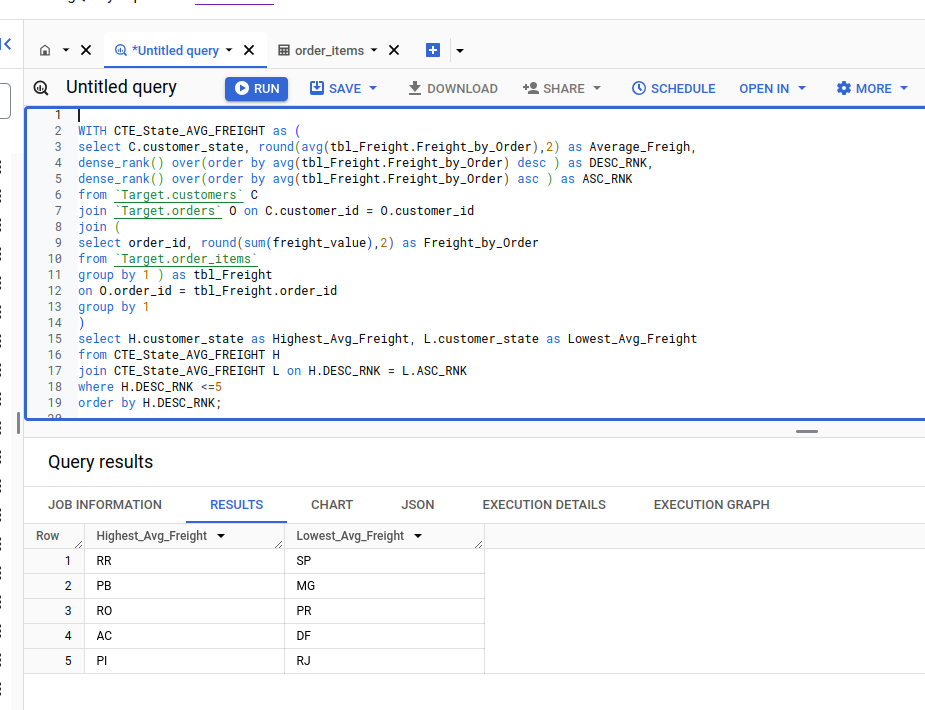 *Untitled query
order_items
Untitled query
RUN
SAVE
DOWNLOAD
SHARE
SCHEDULE
OPEN IN
MORE
1
2 WITH CTE_State_AVG_FREIGHT as (
3 select C.customer_state, round(avg(tbl_Freight.Freight_by_Order),2) as Average_Freigh,
4 dense_rank() over(order by avg(tbl_Freight.Freight_by_Order) desc ) as DESC_RNK,
5 dense_rank() over(order by avg(tbl_Freight.Freight_by_Order) asc ) as ASC_RNK
6 from `Target.customers` C
7 join `Target.orders` O on C.customer_id = O.customer_id
8 join (
9 select order_id, round(sum(freight_value),2) as Freight_by_Order
10 from `Target.order_items`
11 group by 1 ) as tbl_Freight
12 on O.order_id = tbl_Freight.order_id
13 group by 1
14 )
15 select H.customer_state as Highest_Avg_Freight, L.customer_state as Lowest_Avg_Freight
16 from CTE_State_AVG_FREIGHT H
17 join CTE_State_AVG_FREIGHT L on H.DESC_RNK = L.ASC_RNK
18 where H.DESC_RNK <=5
19 order by H.DESC_RNK;
20
Query results
JOB INFORMATION
RESULTS
CHART
JSON
EXECUTION DETAILS
EXECUTION GRAPH
Row Highest_Avg_Freight Lowest_Avg_Freight
1 RR SP
2 PB MG
3 RO PR
4 AC DF
5 PI RJ